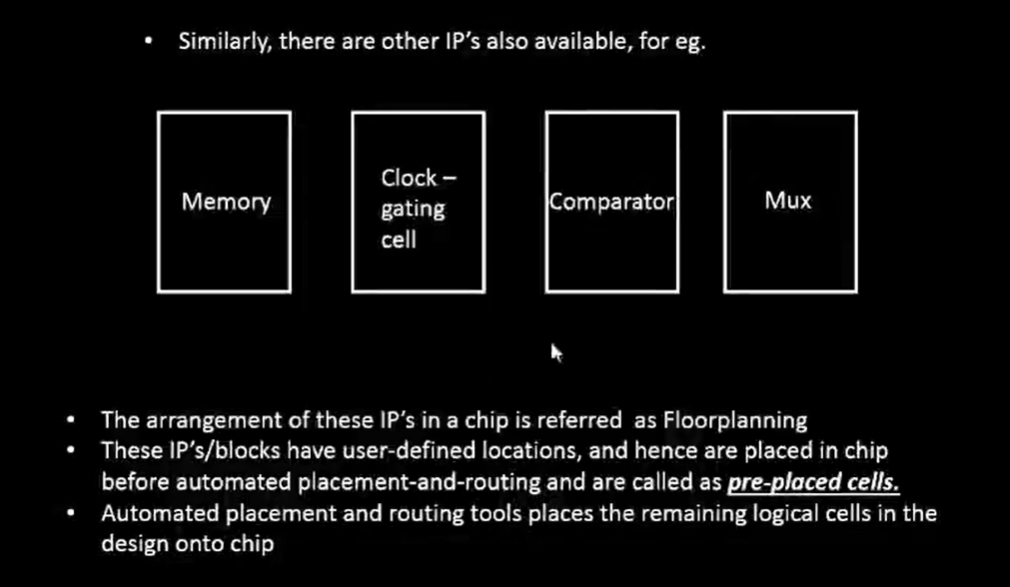 • Similarly, there are other IP's also available, for eg.
Memory
Clock –
gating
cell
Comparator
Mux
• The arrangement of these IP's in a chip is referred as Floorplanning
• These IP's/blocks have user-defined locations, and hence are placed in chip
before automated placement-and-routing and are called as pre-placed cells.
• Automated placement and routing tools places the remaining logical cells in the
design onto chip